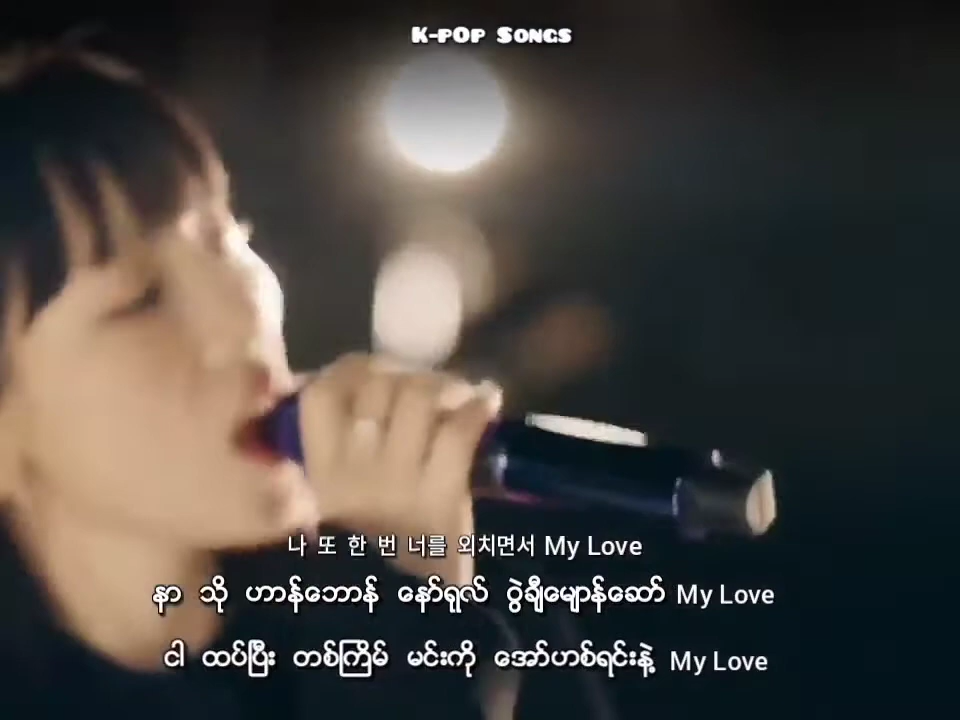 K-POP SONGS
나 또 한 번 너를 외치면서 My Love
နာ သို ဟာန်ဘောန် နော်ရူလ် ဝွဲချီမျောန်ဆော် My Love
ငါ ထပ်ပြီး တစ်ကြိမ် မင်းကို အော်ဟစ်ရင်းနဲ့ My Love